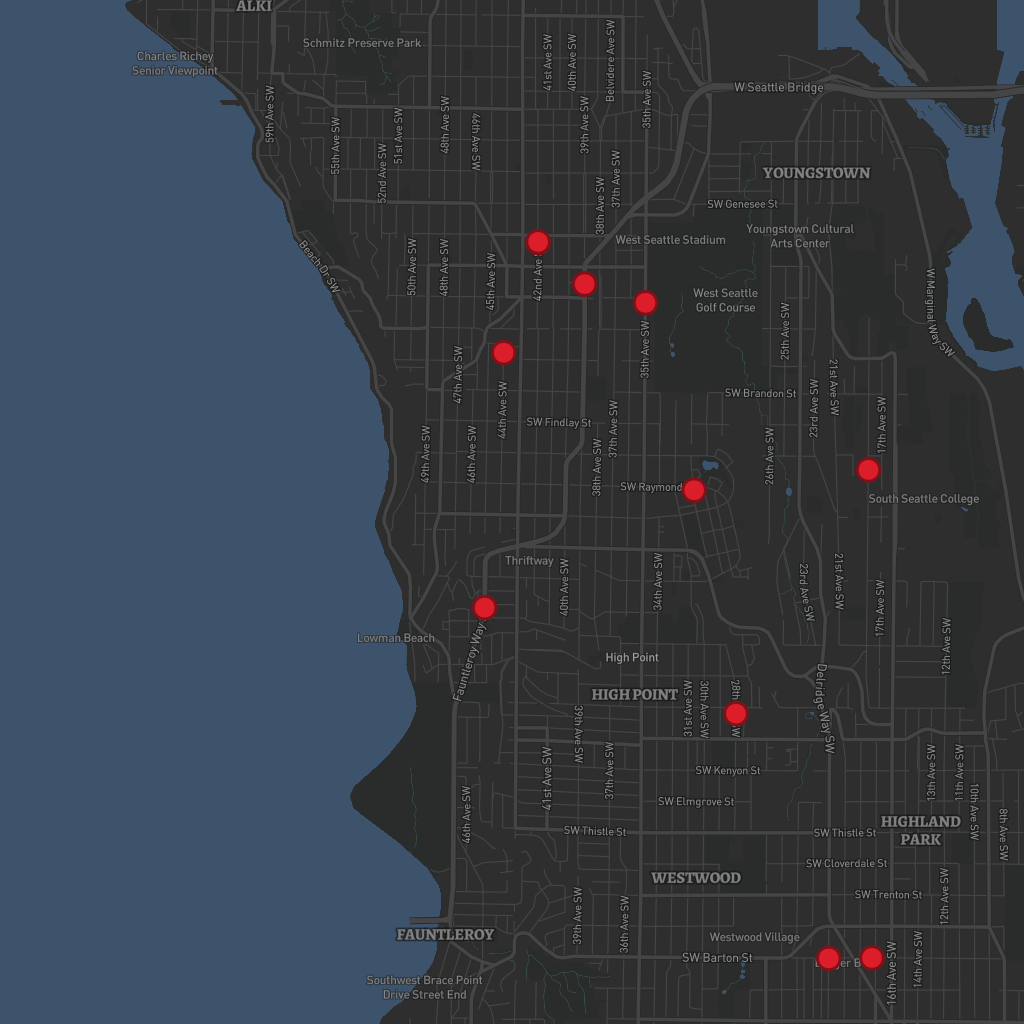 ALKI
Schmitz Preserve Park
Charles Richey
Senior Viewpoint
41st Ave SW
40th Ave SW
Belvidere Ave SW
35th Ave SW
W Seattle Bridge
59th Ave SW
55th Ave SW
52nd Ave SW
51st Ave SW
48th Ave SW
49th Ave SW
39th Ave SW
38th Ave SW
37th Ave SW
YOUNGSTOWN
SW Genesee St
Youngstown Cultural
Arts Center
West Seattle Stadium
Beach Dr SW
50th Ave SW
48th Ave SW
45th Ave SW
West Seattle
Golf Course
W Marginal Way SW
25th Ave SW
35th Ave SW
47th Ave SW
44th Ave SW
SW Brandon St
23rd Ave SW
21st Ave SW
17th Ave SW
SW Findlay St
49th Ave SW
46th Ave SW
38th Ave SW
37th Ave SW
26th Ave SW
SW Raymond
South Seattle College
Thriftway
40th Ave SW
34th Ave SW
23rd Ave SW
21st Ave SW
17th Ave SW
Lowman Beach
Fauntleroy Way
High Point
12th Ave SW
HIGH POINT
31st Ave SW
30th Ave SW
28th
Delridge Way SW
39th Ave SW
41st Ave SW
37th Ave SW
SW Kenyon St
13th Ave SW
11th Ave SW
10th Ave SW
8th Ave SW
46th Ave SW
SW Elmgrove St
SW Thistle St
SW Thistle St
HIGHLAND
PARK
SW Cloverdale St
WESTWOOD
SW Trenton St
12th Ave SW
39th Ave SW
36th Ave SW
FAUNTLEROY
Westwood Village
SW Barton St
16th Ave SW
14th Ave SW
Southwest Brace Point
Drive Street End